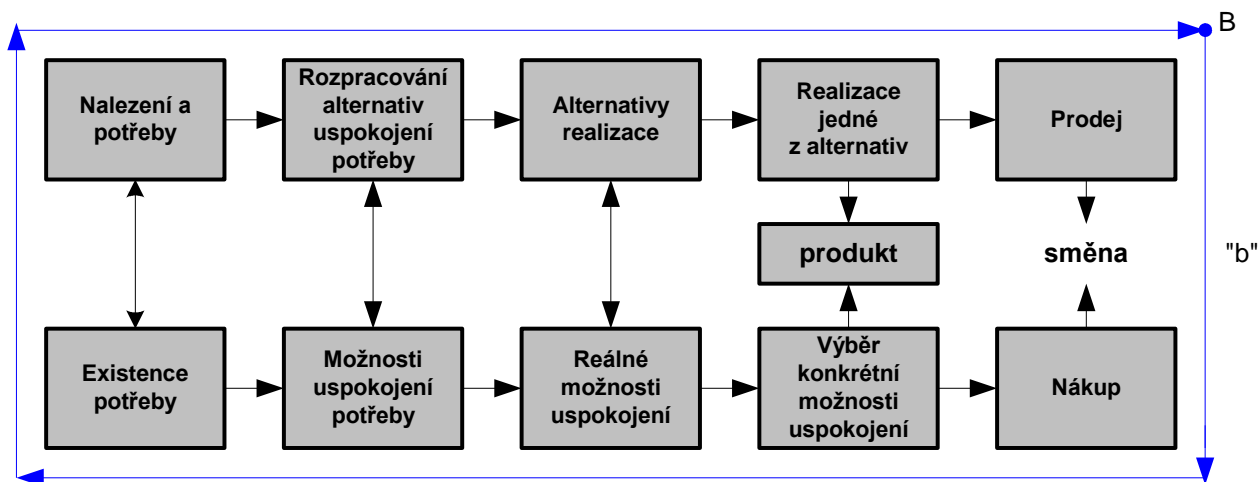 B
Nalezení a
potřeby
Rozpracování
alternativ
uspokojení
potřeby
Alternativy
realizace
Realizace
jedné
z alternativ
Prodej
produkt
směna
"b"
Existence
potřeby
Možnosti
uspokojení
potřeby
Reálné
možnosti
uspokojení
Výběr
konkrétní
možnosti
uspokojení
Nákup